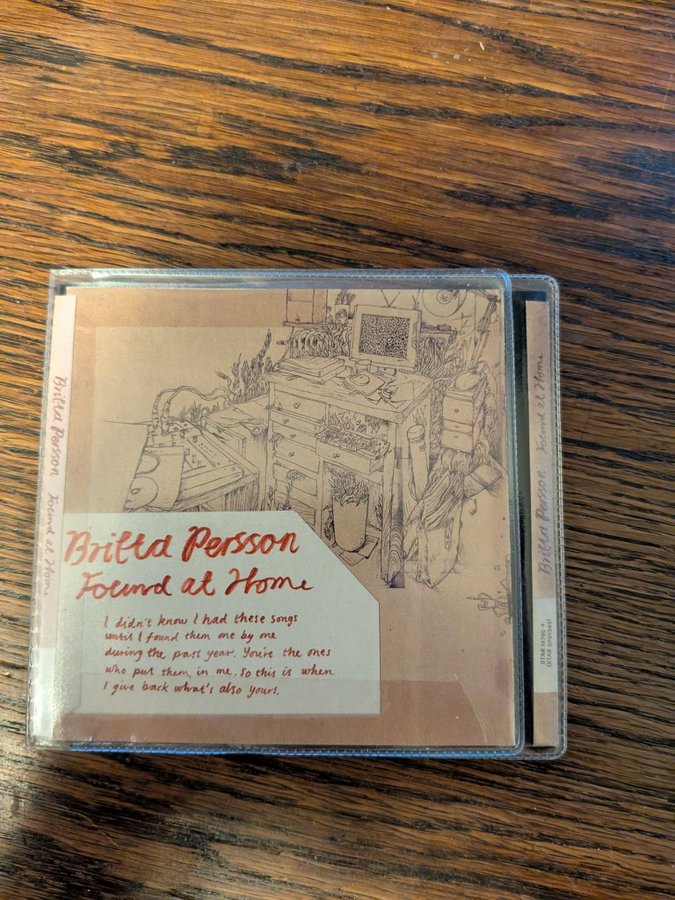 Britta Persson Found at Home
Britta Persson
Found at Home
I didn't know I had these songs
until I found them one by one
during the past year. You're the ones
who put them in me. So this is when
I give back what's also yours.
Britta Persson Found at Home